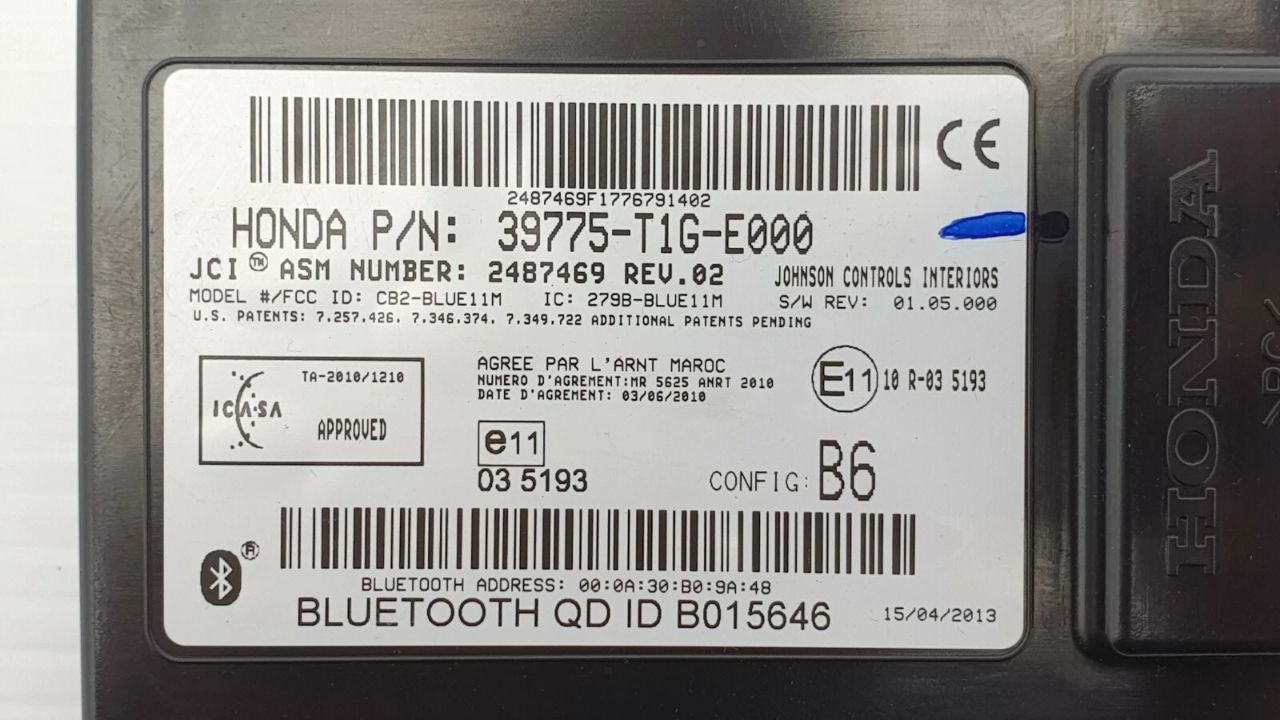 CE
2487469F1776791402
HONDA P/N: 39775-T1G-E000
JCI™ ASM NUMBER: 2487469 REV.02
JOHNSON CONTROLS INTERIORS
MODEL #/FCC ID: CB2-BLUE11M IC: 279B-BLUE11M
S/W REV: 01.05.000
U.S. PATENTS: 7.257.426. 7.346.374. 7.349.722 ADDITIONAL PATENTS PENDING
TA-2010/1210
ICASA
APPROVED
AGREE PAR L'ARNT MAROC
NUMERO D'AGREMENT:MR 5625 ANRT 2010
DATE D'AGREMENT: 03/06/2010
E11 10 R-03 5193
e11
03 5193
CONFIG: B6
®
BLUETOOTH ADDRESS: 00:0A:30:B0:9A:48
BLUETOOTH QD ID B015646
15/04/2013
HONDA